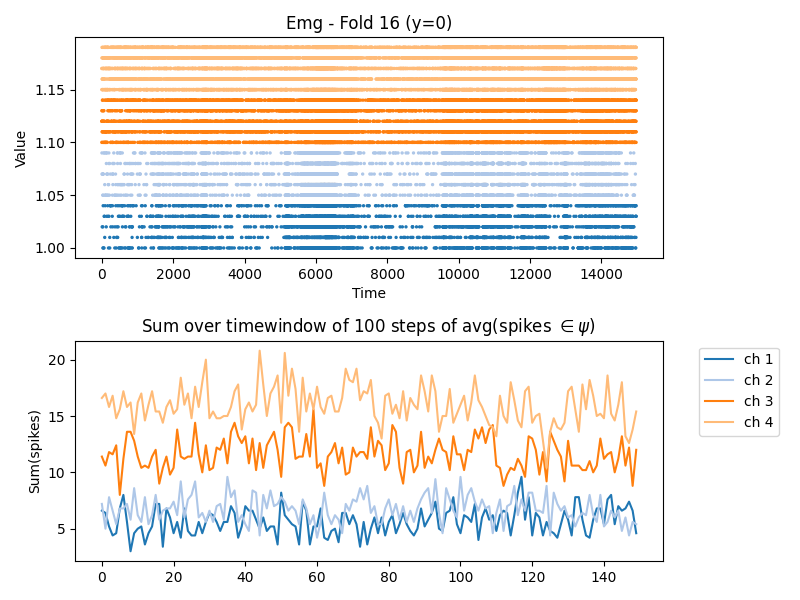 Emg - Fold 16 (y=0)
Value
1.15
1.10
1.05
1.00
0 2000 4000 6000 8000 10000 12000 14000
Time
Sum over timewindow of 100 steps of avg(spikes ∈ψ)
Sum(spikes)
20
15
10
5
0 20 40 60 80 100 120 140
ch 1
ch 2
ch 3
ch 4